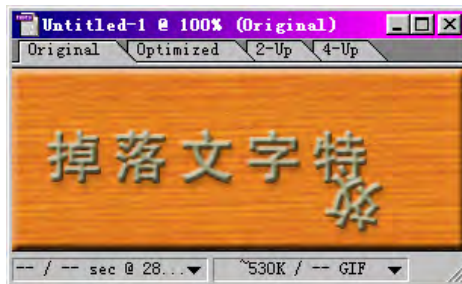 Untitled-1 @ 100% (Original)
Original Optimized 2-Up 4-Up
掉落文字特效
-- / -- sec @ 28... ~530K / -- GIF